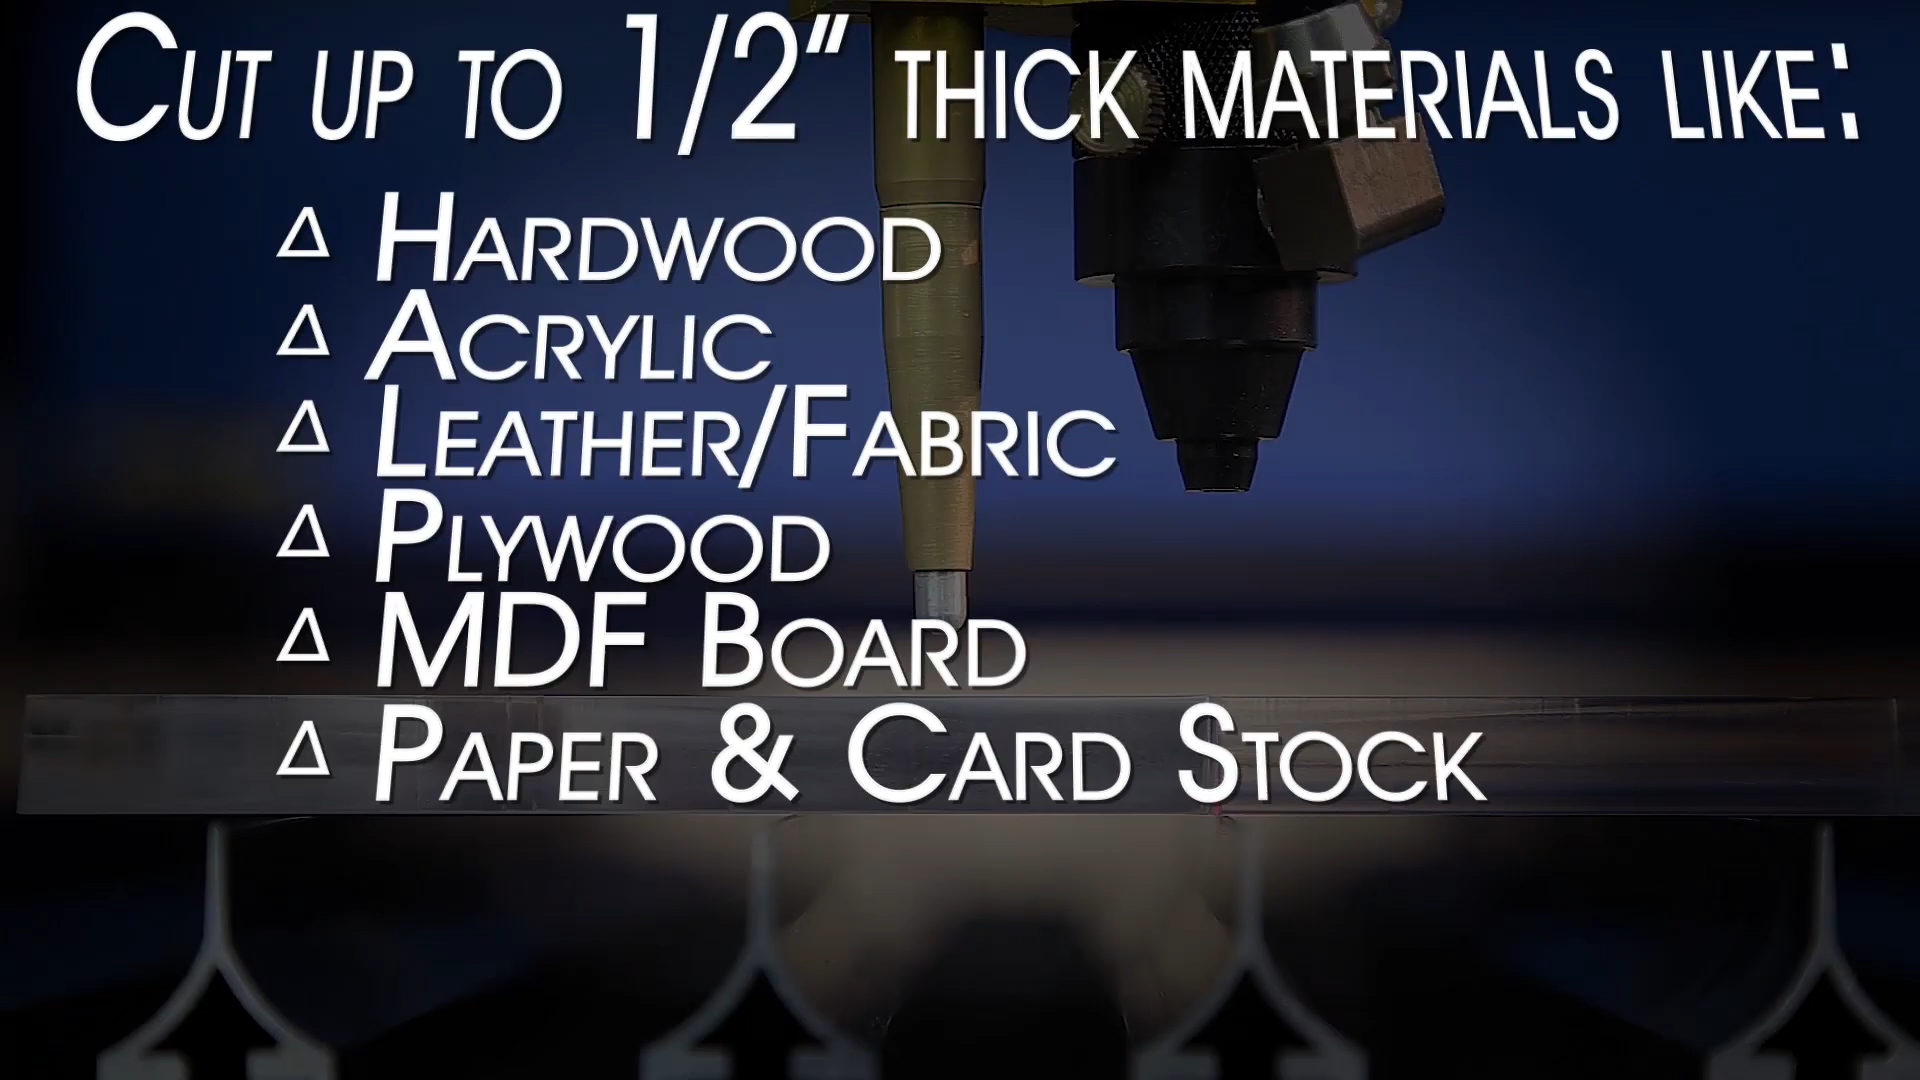 Cut up to 1/2" thick materials like:
Δ Hardwood
Δ Acrylic
Δ Leather/Fabric
Δ Plywood
Δ MDF Board
Δ Paper & Card Stock